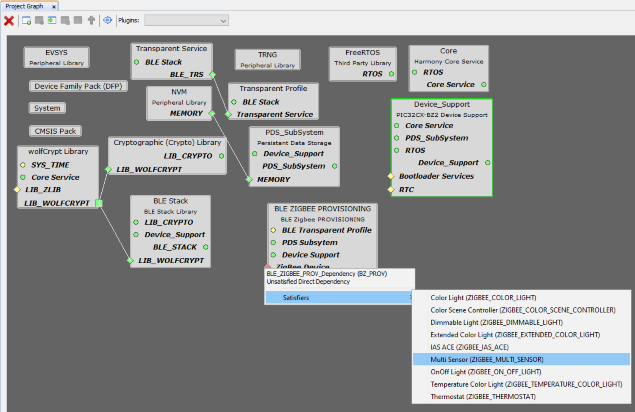 Project Graph
Plugins:
EVSYS
Peripheral Library
Device Family Pack (DFP)
System
CMSIS Pack
wolfCrypt Library
SYS_TIME
Core Service
LIB_ZLIB
LIB_WOLFCRYPT
Transparent Service
BLE Stack
BLE_TRS
NVM
Peripheral Library
MEMORY
Cryptographic (Crypto) Library
LIB_CRYPTO
LIB_WOLFCRYPT
BLE Stack
BLE Stack Library
LIB_CRYPTO
Device_Support
BLE_STACK
LIB_WOLFCRYPT
TRNG
Peripheral Library
Transparent Profile
BLE Stack
Transparent Service
PDS_SubSystem
Persistent Data Storage
Device_Support
PDS_SubSystem
MEMORY
BLE ZIGBEE PROVISIONING
BLE Zigbee PROVISIONING
BLE Transparent Profile
PDS Subsytem
Device Support
ZigBee Device
FreeRTOS
Third Party Library
RTOS
Core
Harmony Core Service
RTOS
Core Service
Device_Support
PIC32CX-BZ2 Device Support
Core Service
PDS_SubSystem
RTOS
Device_Support
Bootloader Services
RTC
BLE_ZIGBEE_PROV_Dependency (BZ_PROV)
Unsatisfied Direct Dependency
Satisfiers
Color Light (ZIGBEE_COLOR_LIGHT)
Color Scene Controller (ZIGBEE_COLOR_SCENE_CONTROLLER)
Dimmable Light (ZIGBEE_DIMMABLE_LIGHT)
Extended Color Light (ZIGBEE_EXTENDED_COLOR_LIGHT)
IAS ACE (ZIGBEE_IAS_ACE)
Multi Sensor (ZIGBEE_MULTI_SENSOR)
OnOff Light (ZIGBEE_ON_OFF_LIGHT)
Temperature Color Light (ZIGBEE_TEMPERATURE_COLOR_LIGHT)
Thermostat (ZIGBEE_THERMOSTAT)